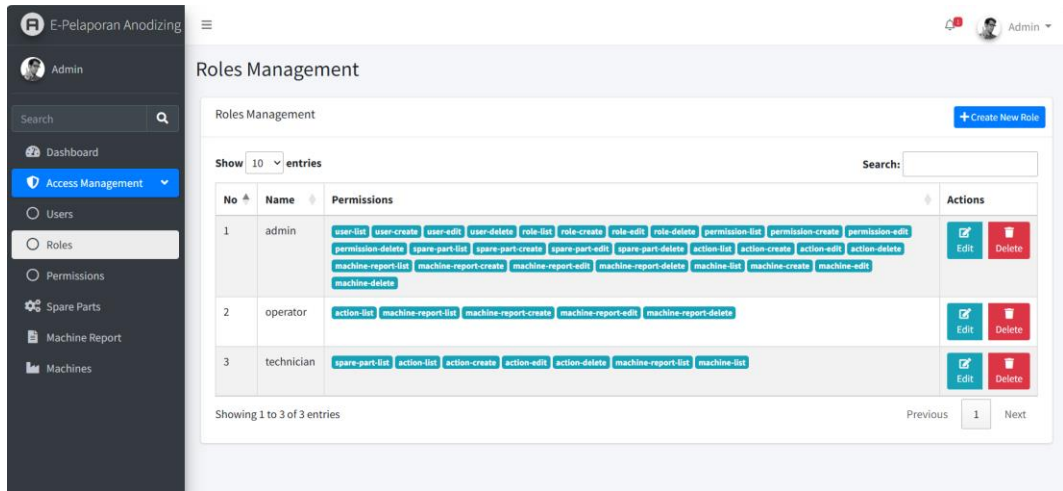 E-Pelaporan Anodizing
Admin
Admin
Search
Dashboard
Access Management
Users
Roles
Permissions
Spare Parts
Machine Report
Machines
Roles Management
Roles Management
Create New Role
Show 10 entries
Search:
No Name Permissions Actions
1 admin user-list user-create user-edit user-delete role-list role-create role-edit role-delete permission-list permission-create permission-edit
permission-delete spare-part-list spare-part-create spare-part-edit spare-part-delete action-list action-create action-edit action-delete
machine-report-list machine-report-create machine-report-edit machine-report-delete machine-list machine-create machine-edit
machine-delete
Edit Delete
2 operator action-list machine-report-list machine-report-create machine-report-edit machine-report-delete
Edit Delete
3 technician spare-part-list action-list action-create action-edit action-delete machine-report-list machine-list
Edit Delete
Showing 1 to 3 of 3 entries
Previous 1 Next